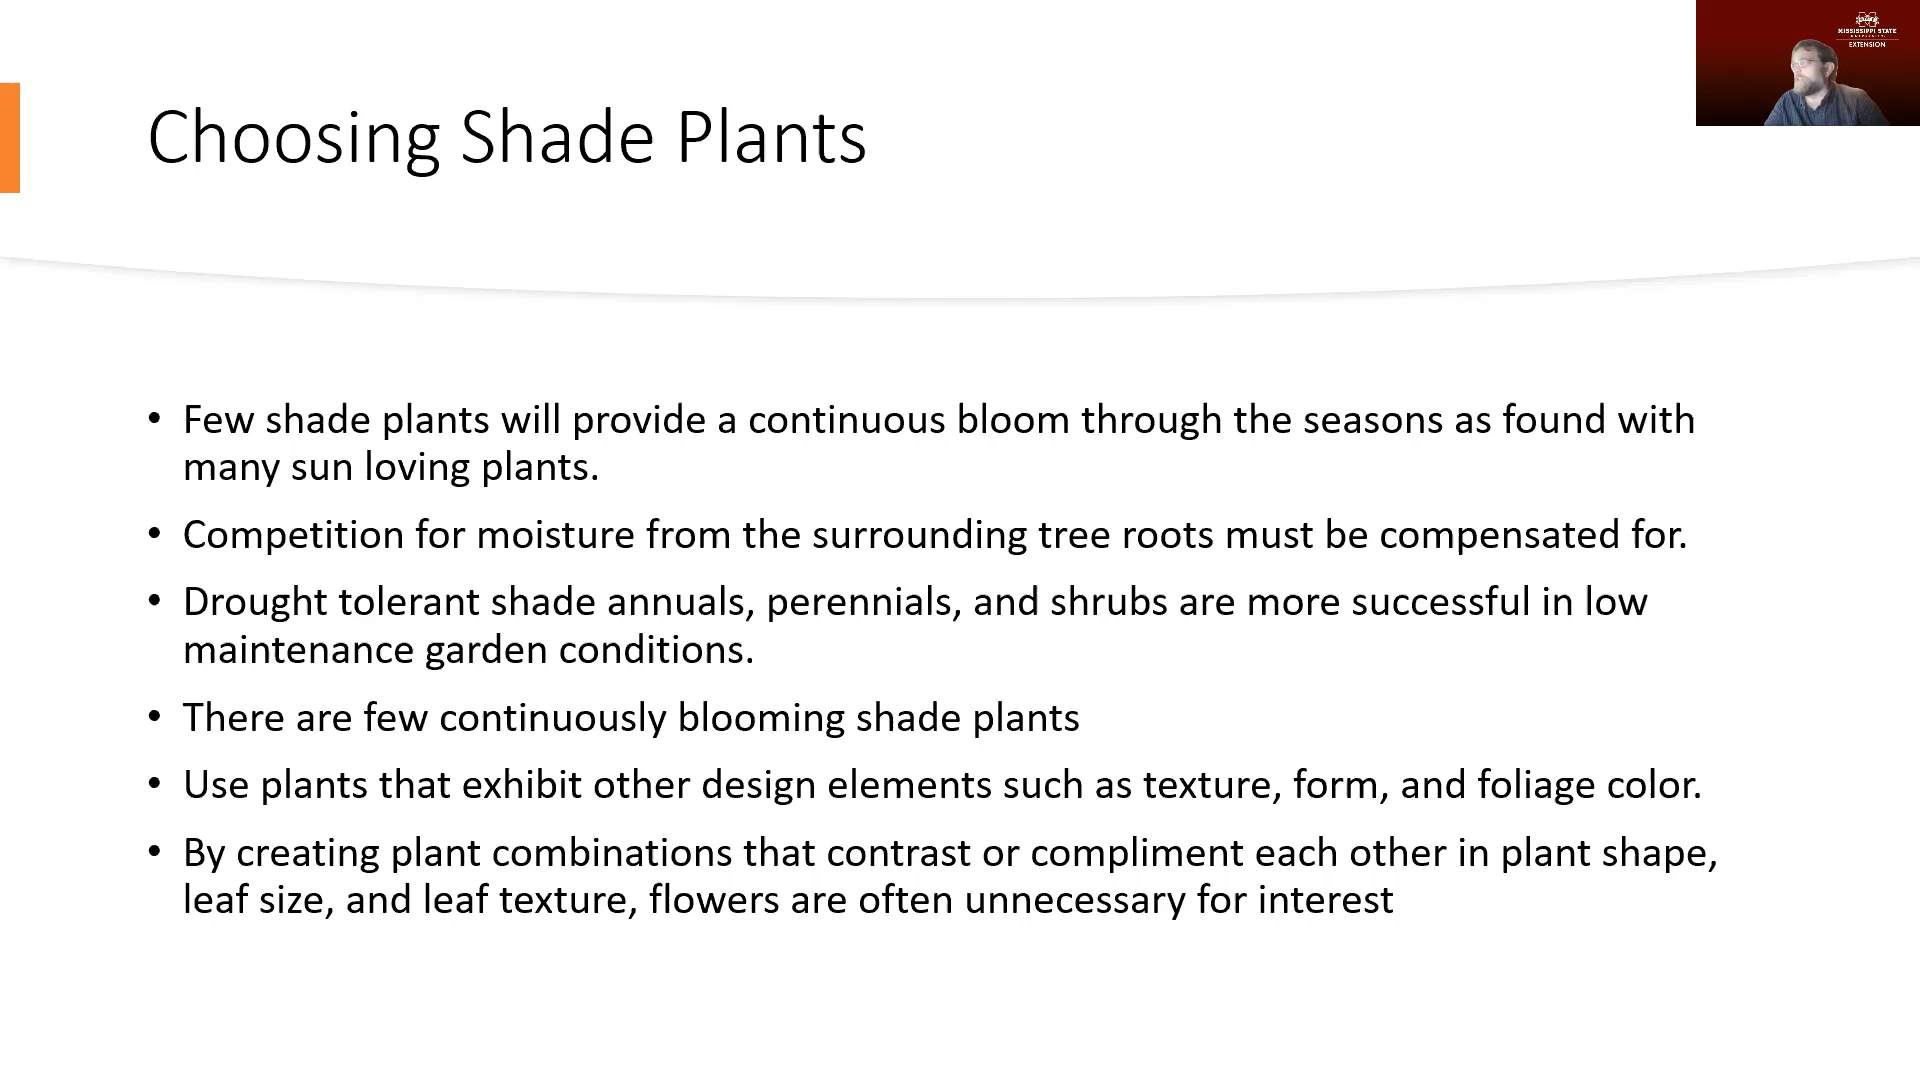 MISSISSIPPI STATE
UNIVERSITY
EXTENSION
Choosing Shade Plants
• Few shade plants will provide a continuous bloom through the seasons as found with
many sun loving plants.
• Competition for moisture from the surrounding tree roots must be compensated for.
• Drought tolerant shade annuals, perennials, and shrubs are more successful in low
maintenance garden conditions.
• There are few continuously blooming shade plants
• Use plants that exhibit other design elements such as texture, form, and foliage color.
• By creating plant combinations that contrast or compliment each other in plant shape,
leaf size, and leaf texture, flowers are often unnecessary for interest